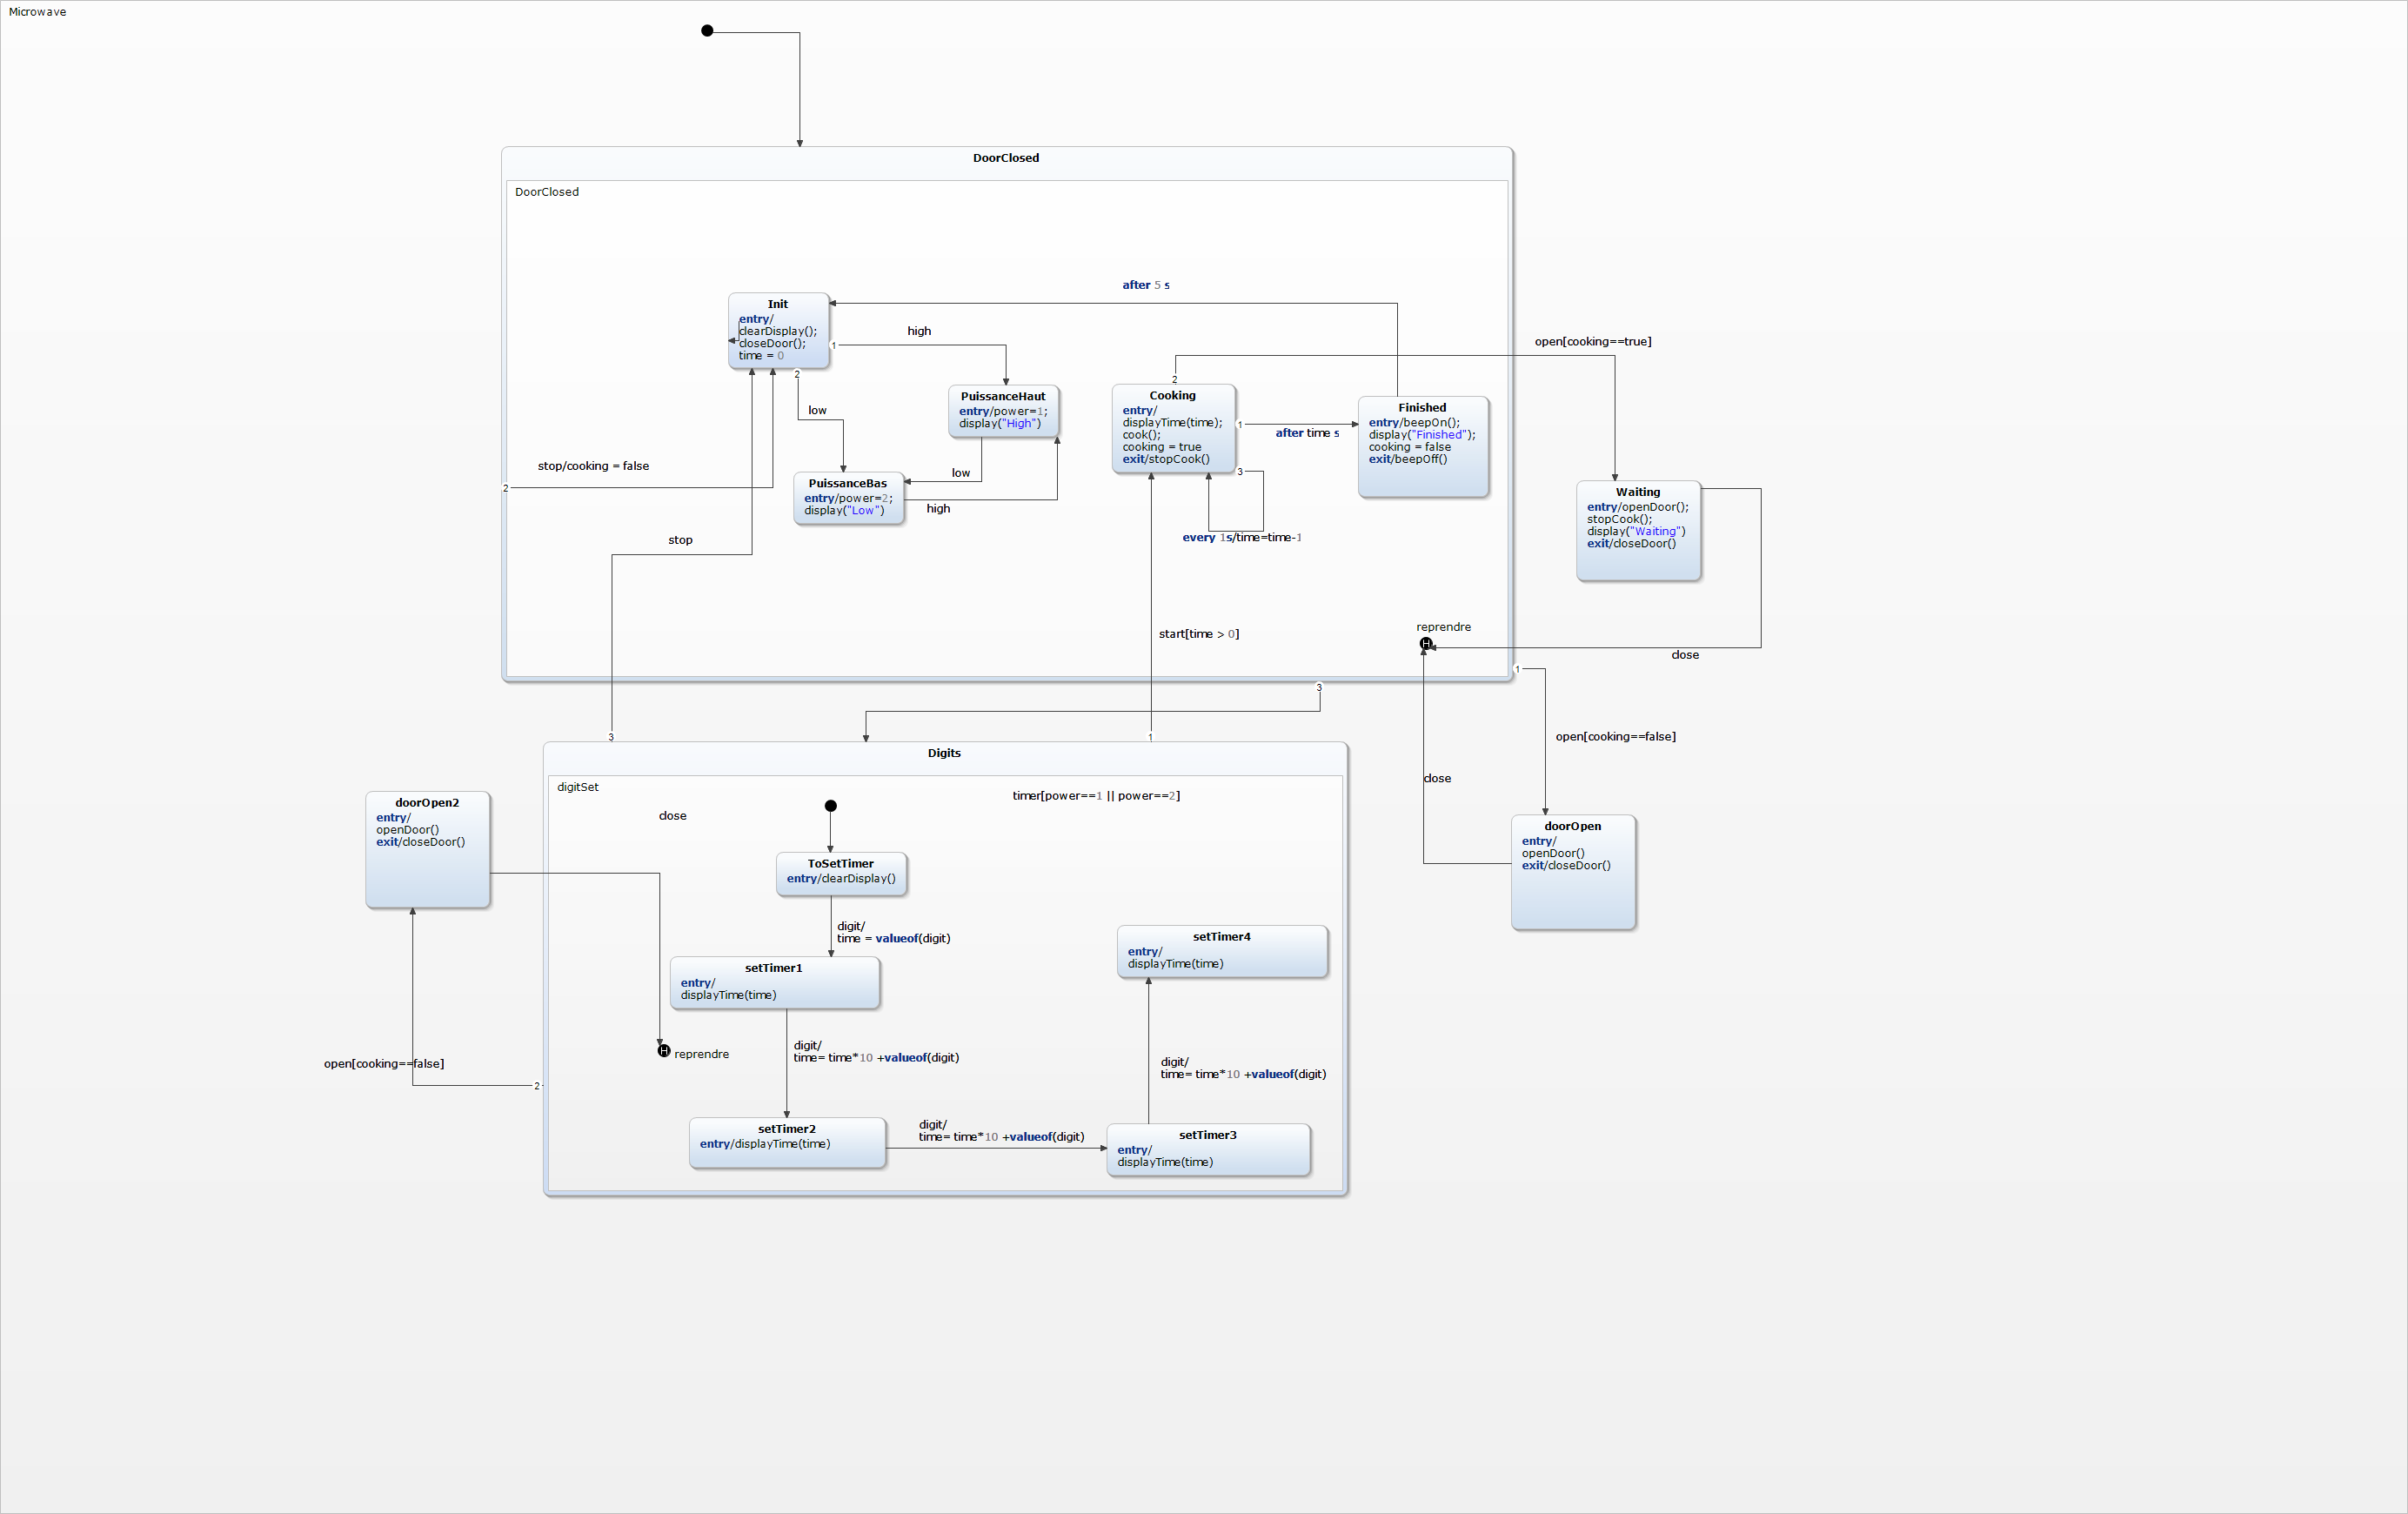 Microwave
DoorClosed
DoorClosed
after 5 s
Init
entry/
clearDisplay();
closeDoor();
time = 0
high
1
open[cooking==true]
2
2
low
PuissanceHaut
entry/power=1;
display("High")
Cooking
entry/
displayTime(time);
cook();
cooking = true
exit/stopCook()
1
after time s
Finished
entry/beepOn();
display("Finished");
cooking = false
exit/beepOff()
stop/cooking = false
2
low
PuissanceBas
entry/power=2;
display("Low")
high
3
every 1s/time=time-1
Waiting
entry/openDoor();
stopCook();
display("Waiting")
exit/closeDoor()
stop
start[time > 0]
reprendre
H
close
1
3
3
1
open[cooking==false]
Digits
digitSet
timer[power==1 || power==2]
close
close
doorOpen2
entry/
openDoor()
exit/closeDoor()
doorOpen
entry/
openDoor()
exit/closeDoor()
ToSetTimer
entry/clearDisplay()
digit/
time = valueof(digit)
setTimer4
entry/
displayTime(time)
setTimer1
entry/
displayTime(time)
H
reprendre
digit/
time= time*10 +valueof(digit)
digit/
time= time*10 +valueof(digit)
open[cooking==false]
2
setTimer2
entry/displayTime(time)
digit/
time= time*10 +valueof(digit)
setTimer3
entry/
displayTime(time)